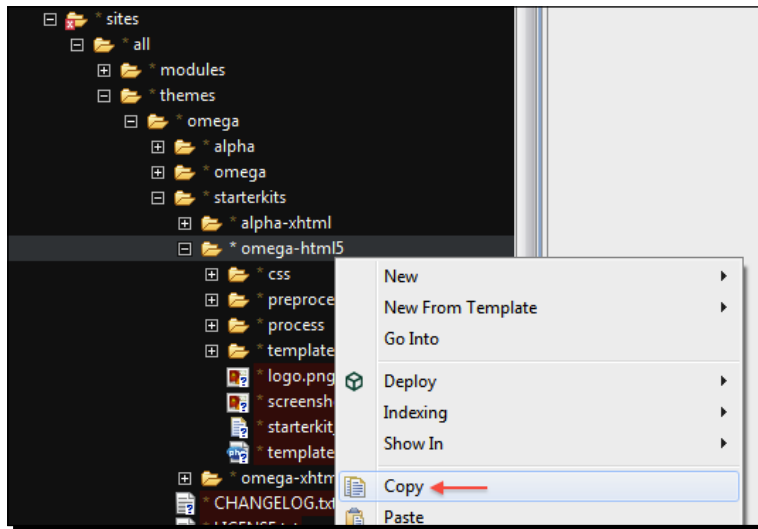 * sites
* all
* modules
* themes
* omega
* alpha
* omega
* starterkits
* alpha-xhtml
* omega-html5
* css
* preproce
* process
* template
* logo.png
* screensh
* starterkit_
* template
* omega-xhtm
* CHANGELOG.txt
New
New From Template
Go Into
Deploy
Indexing
Show In
Copy
Paste